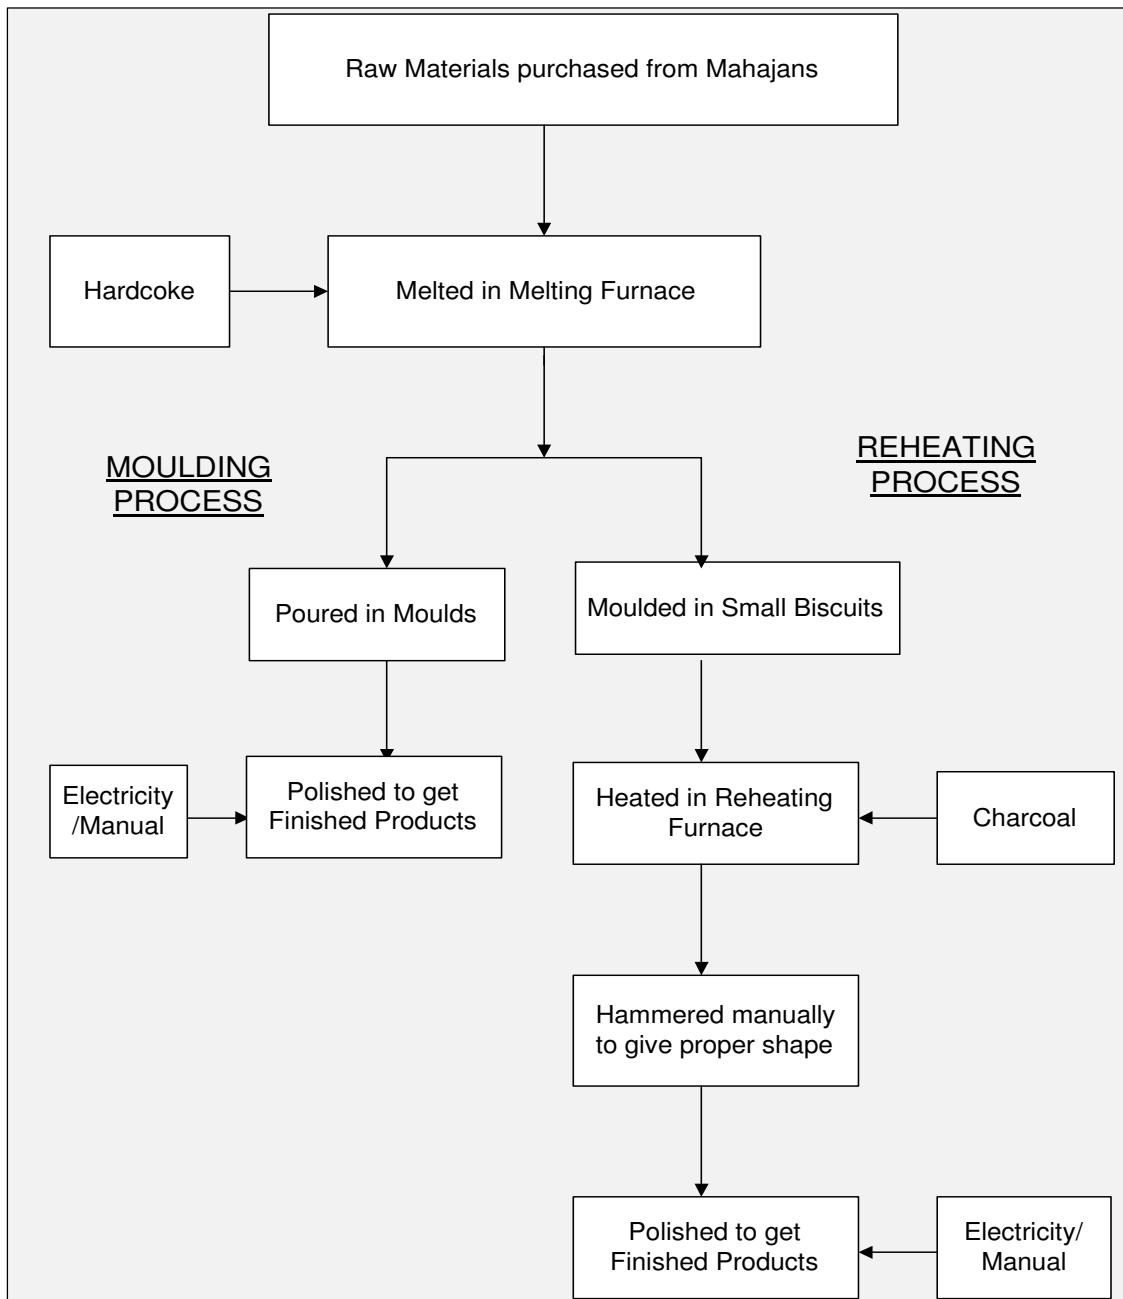 Raw Materials purchased from Mahajans
Hardcoke
Melted in Melting Furnace
MOULDING
PROCESS
REHEATING
PROCESS
Poured in Moulds
Moulded in Small Biscuits
Electricity
/Manual
Polished to get
Finished Products
Heated in Reheating
Furnace
Charcoal
Hammered manually
to give proper shape
Polished to get
Finished Products
Electricity/
Manual